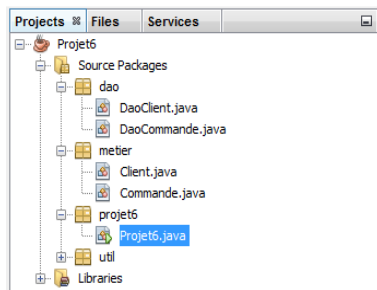 Projects Files Services
Projet6
Source Packages
dao
DaoClient.java
DaoCommande.java
metier
Client.java
Commande.java
projet6
Projet6.java
util
Libraries